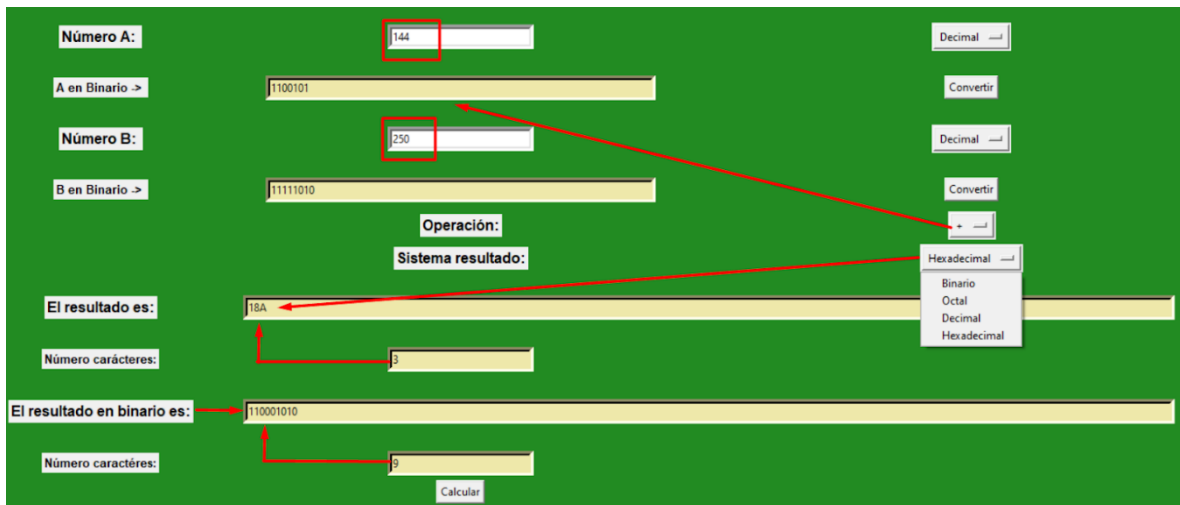 Número A: 144 Decimal
A en Binario -> 1100101 Convertir
Número B: 250 Decimal
B en Binario -> 11111010 Convertir
Operación: +
Sistema resultado: Hexadecimal
Binario
Octal
Decimal
Hexadecimal
El resultado es: 18A
Número carácteres: 3
El resultado en binario es: 110001010
Número caractéres: 9
Calcular